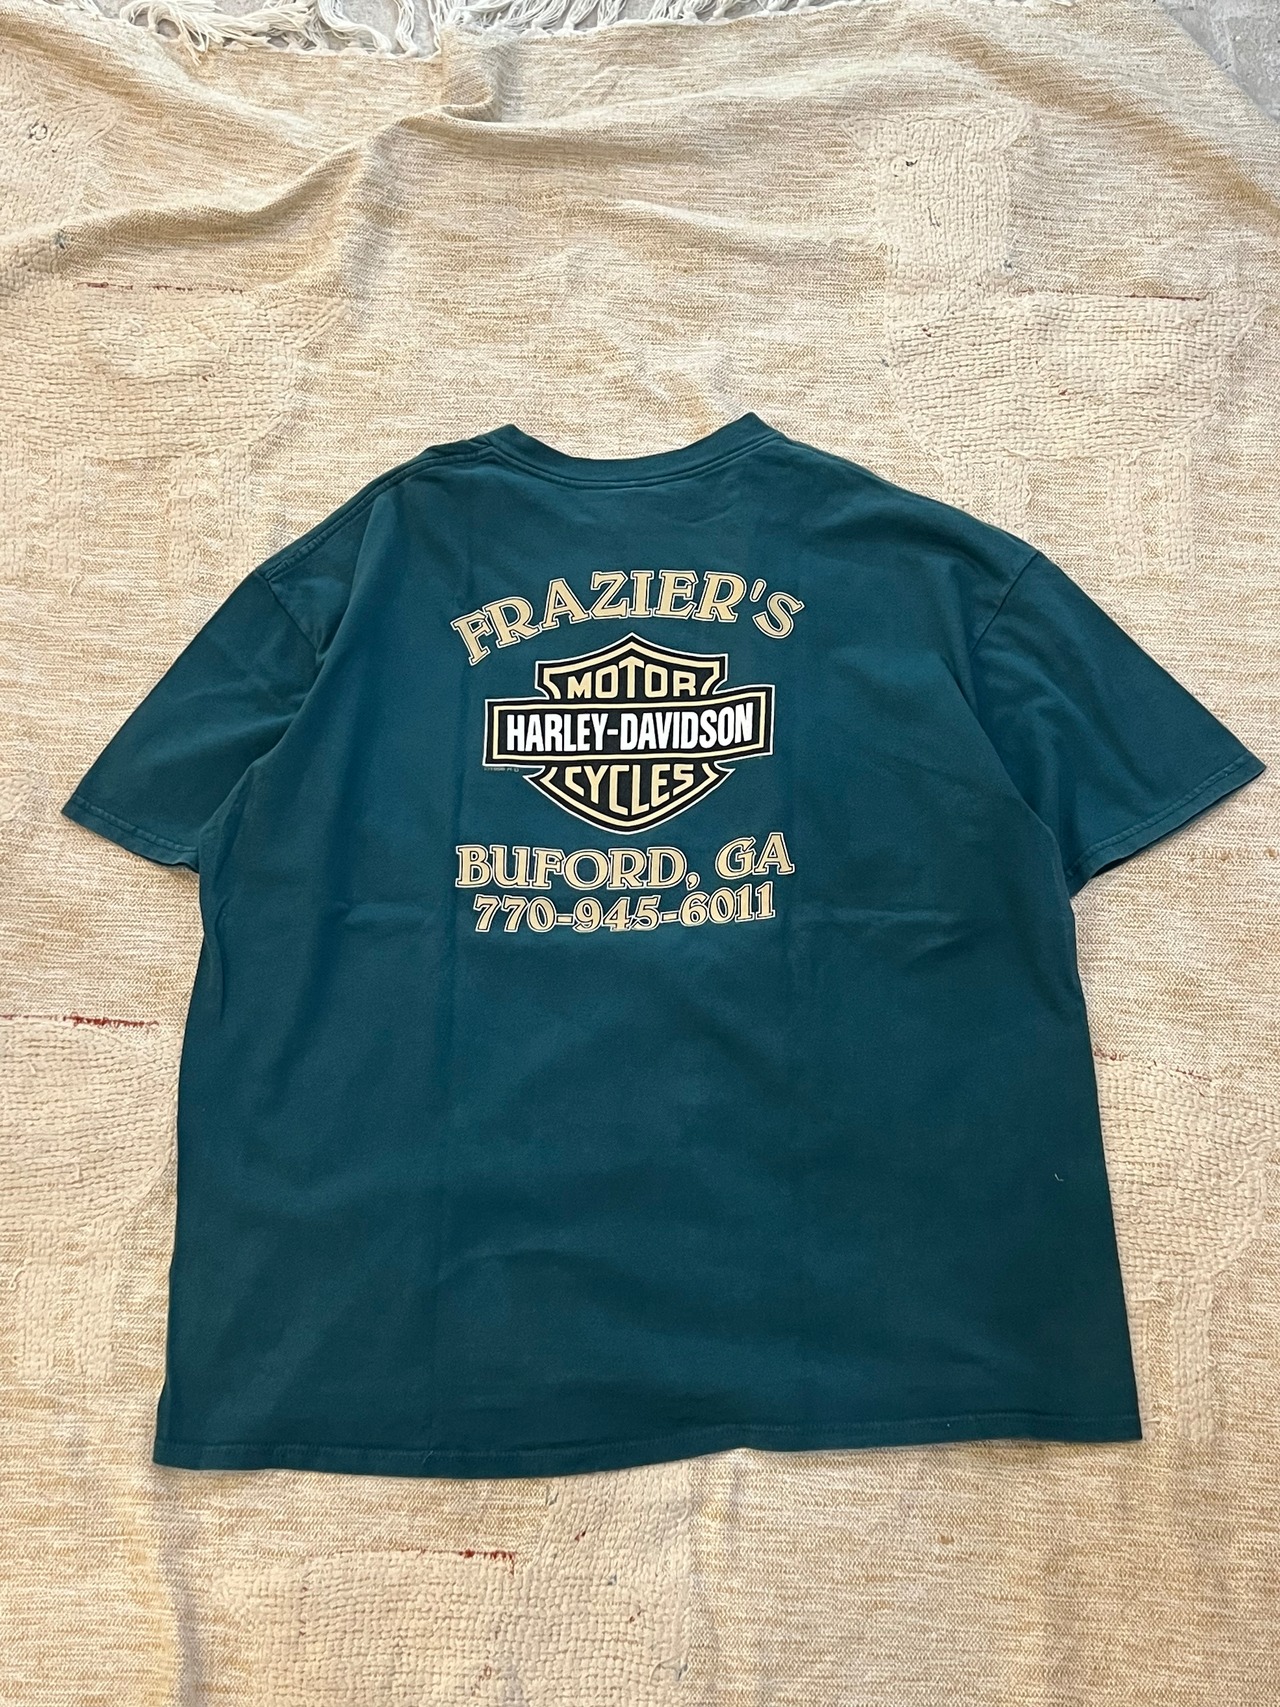 FRAZIER'S
MOTOR
HARLEY-DAVIDSON
CYCLES
BUFORD, GA
770-945-6011